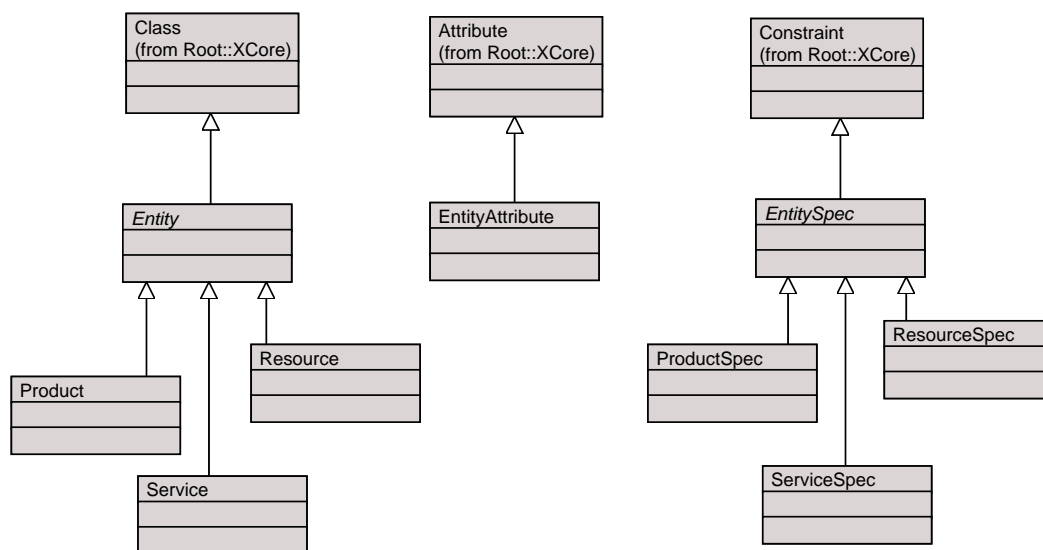 Class
(from Root::XCore)
Attribute
(from Root::XCore)
Constraint
(from Root::XCore)
Entity
EntityAttribute
EntitySpec
Product
Resource
Service
ProductSpec
ResourceSpec
ServiceSpec